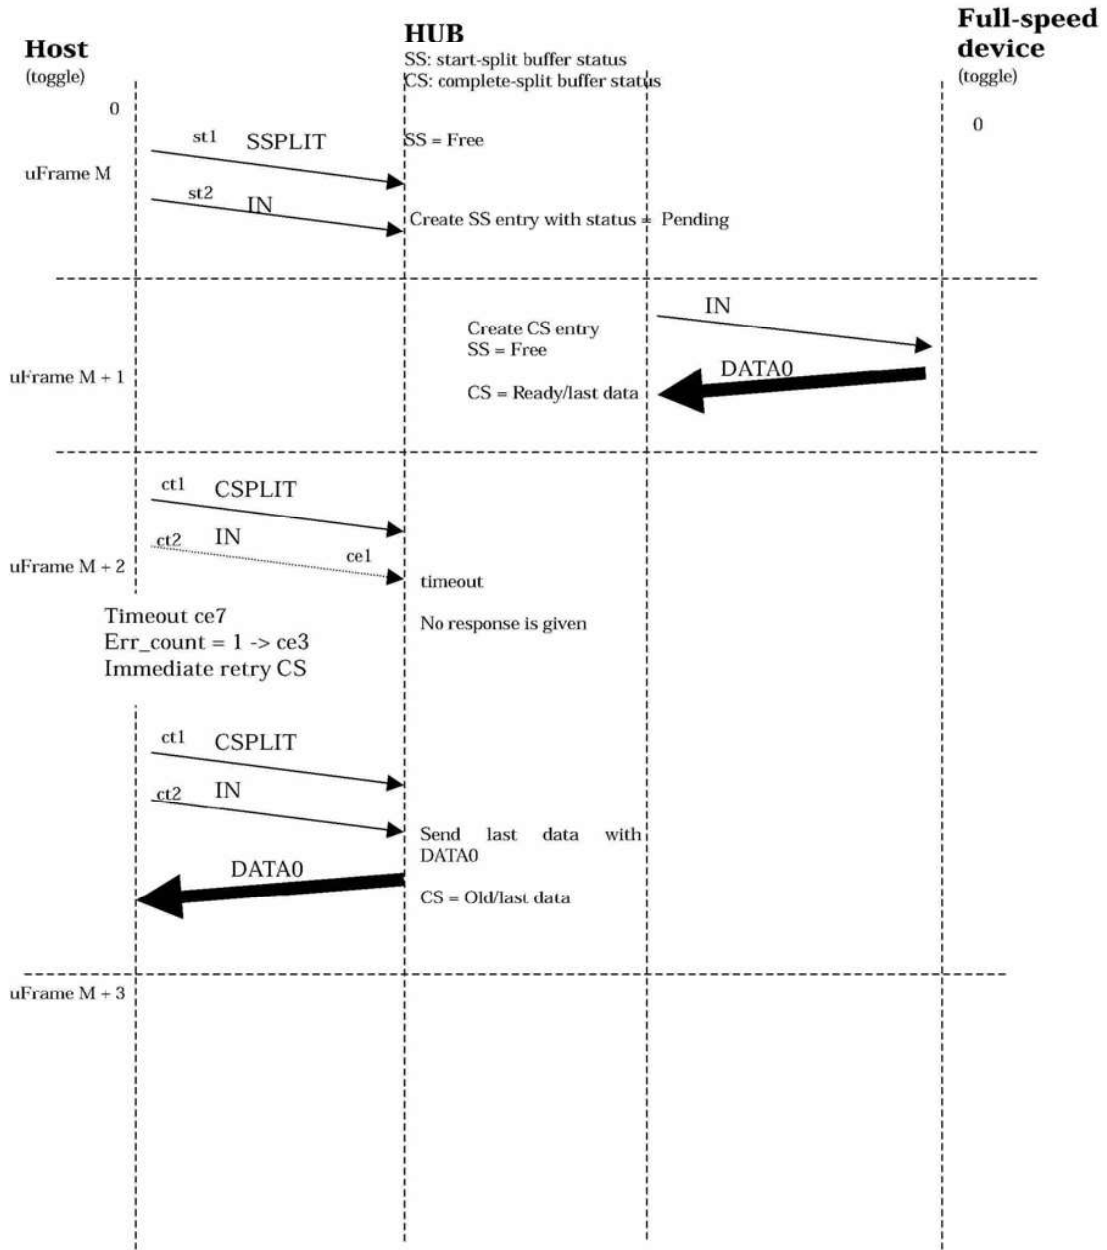 Host
(toggle)
0
HUB
SS: start-split buffer status
CS: complete-split buffer status
Full-speed
device
(toggle)
0
uFrame M
st1 SSPLIT
SS = Free
st2 IN
Create SS entry with status = Pending
uFrame M + 1
Create CS entry
SS = Free
CS = Ready/last data
IN
DATA0
uFrame M + 2
ct1 CSPLIT
ct2 IN
ce1
timeout
No response is given
Timeout ce7
Err_count = 1 -> ce3
Immediate retry CS
ct1 CSPLIT
ct2 IN
Send last data with
DATA0
DATA0
CS = Old/last data
uFrame M + 3